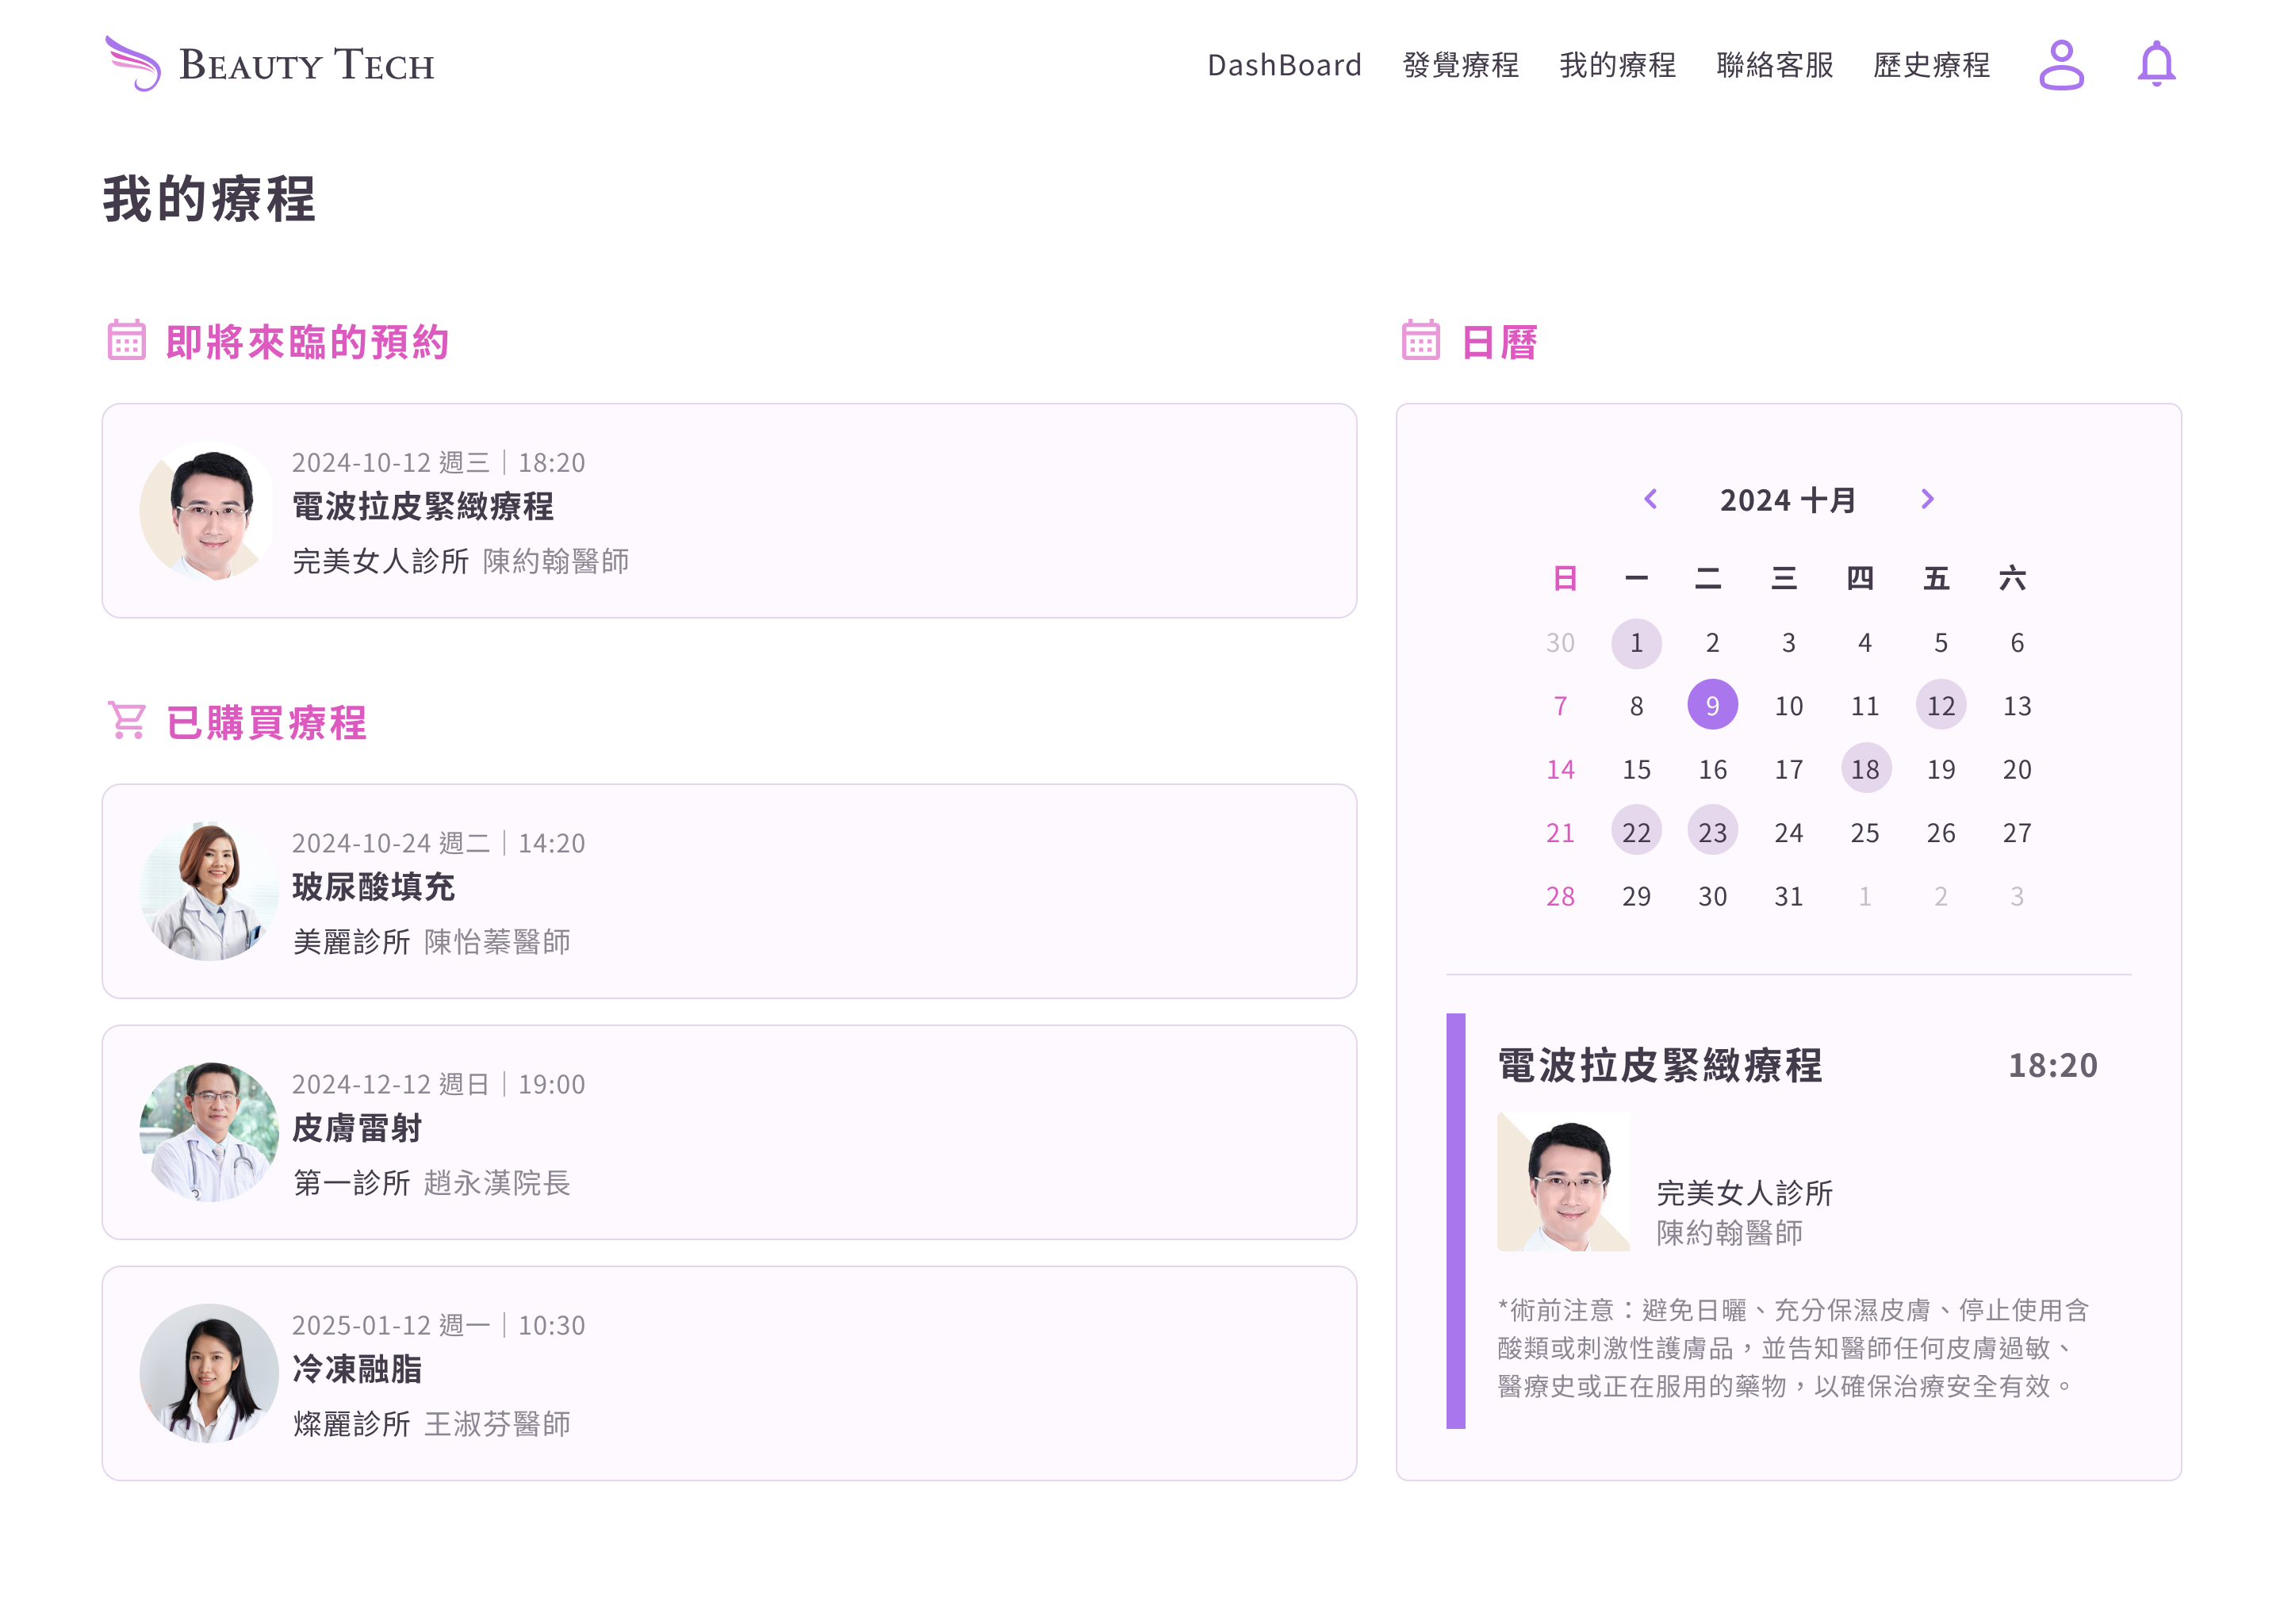 BEAUTY TECH
DashBoard 發覺療程 我的療程 聯絡客服 歷史療程
我的療程
即將來臨的預約
2024-10-12 週三｜18:20
電波拉皮緊緻療程
完美女人診所 陳約翰醫師
已購買療程
2024-10-24 週二｜14:20
玻尿酸填充
美麗診所 陳怡蓁醫師
2024-12-12 週日｜19:00
皮膚雷射
第一診所 趙永漢院長
2025-01-12 週一｜10:30
冷凍融脂
燦麗診所 王淑芬醫師
日曆
2024 十月
日 一 二 三 四 五 六
30 1 2 3 4 5 6
7 8 9 10 11 12 13
14 15 16 17 18 19 20
21 22 23 24 25 26 27
28 29 30 31 1 2 3
電波拉皮緊緻療程 18:20
完美女人診所
陳約翰醫師
*術前注意：避免日曬、充分保濕皮膚、停止使用含
酸類或刺激性護膚品，並告知醫師任何皮膚過敏、
醫療史或正在服用的藥物，以確保治療安全有效。